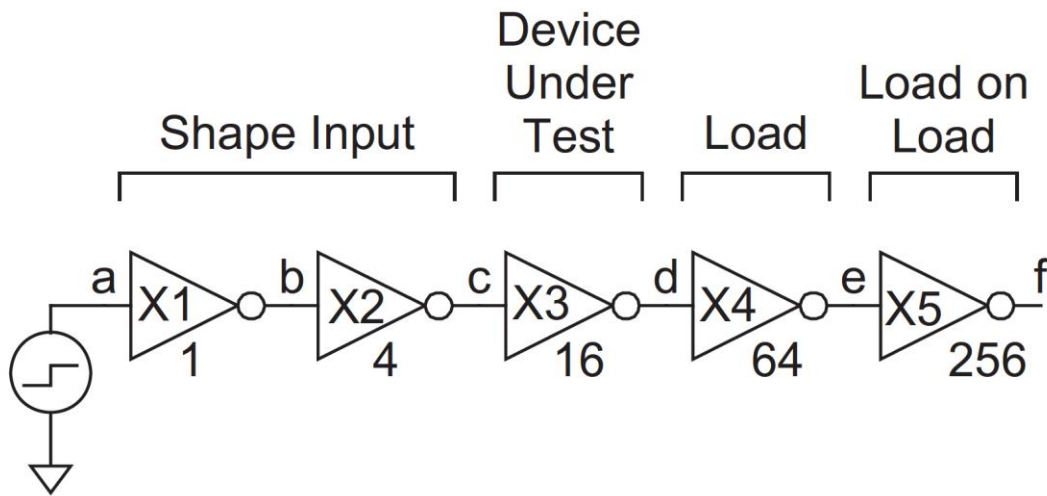 Device
Under
Test
Shape Input
Load
Load on
Load
a X1 b X2 c X3 d X4 e X5 f
1 4 16 64 256